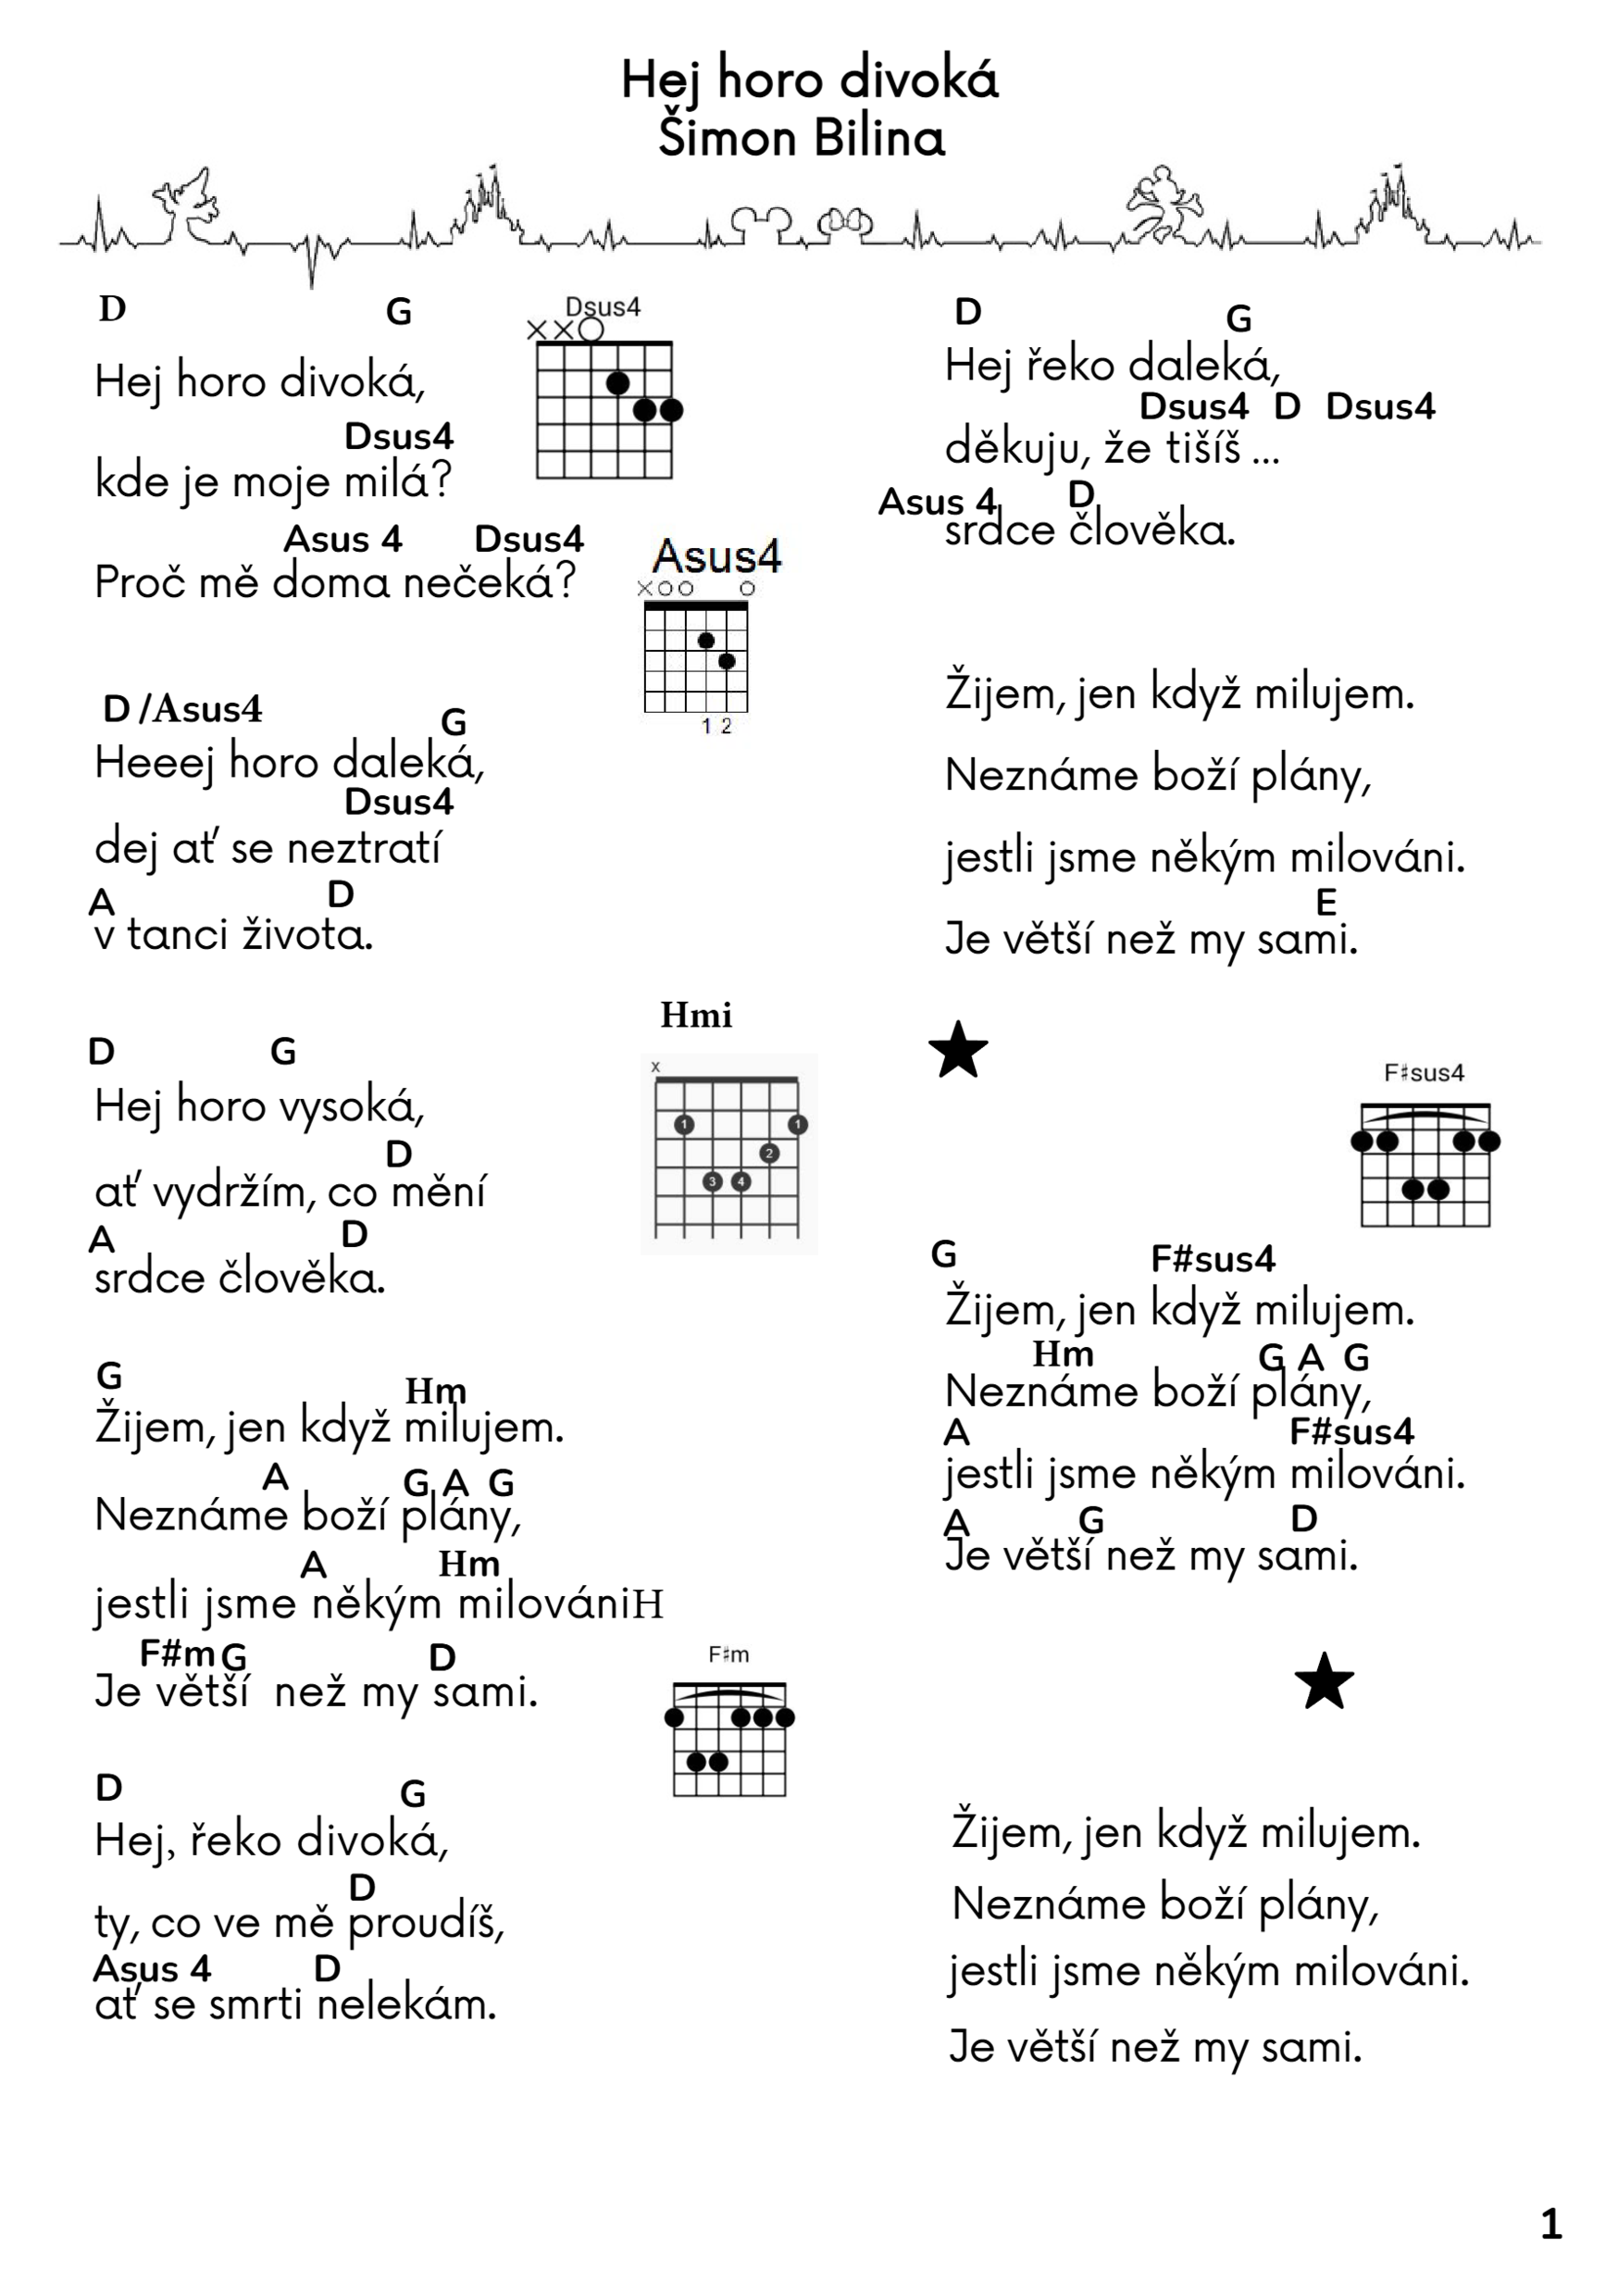 Hej horo divoká
Šimon Bilina
D G
Hej horo divoká,
Dsus4
kde je moje milá?
Asus 4 Dsus4
Proč mě doma nečeká?
Dsus4
××○
Asus4
×○○ ○
1 2
D /Asus4 G
Heeej horo daleká,
Dsus4
dej ať se neztratí
A D
v tanci života.
D G
Hej horo vysoká,
D
ať vydržím, co mění
A D
srdce člověka.
Hmi
x
1 1
2
3 4
G Hm
Žijem, jen když milujem.
A G A G
Neznáme boží plány,
A Hm
jestli jsme někým milovániH
F#m G D
Je větší než my sami.
F♯m
D G
Hej, řeko divoká,
D
ty, co ve mě proudíš,
Asus 4 D
ať se smrti nelekám.
D G
Hej řeko daleká,
Dsus4 D Dsus4
děkuju, že tišíš ...
Asus 4 D
srdce člověka.
Žijem, jen když milujem.
Neznáme boží plány,
jestli jsme někým milováni.
E
Je větší než my sami.
★
F♯sus4
G F#sus4
Žijem, jen když milujem.
Hm G A G
Neznáme boží plány,
A F#sus4
jestli jsme někým milováni.
A G D
Je větší než my sami.
★
Žijem, jen když milujem.
Neznáme boží plány,
jestli jsme někým milováni.
Je větší než my sami.
1